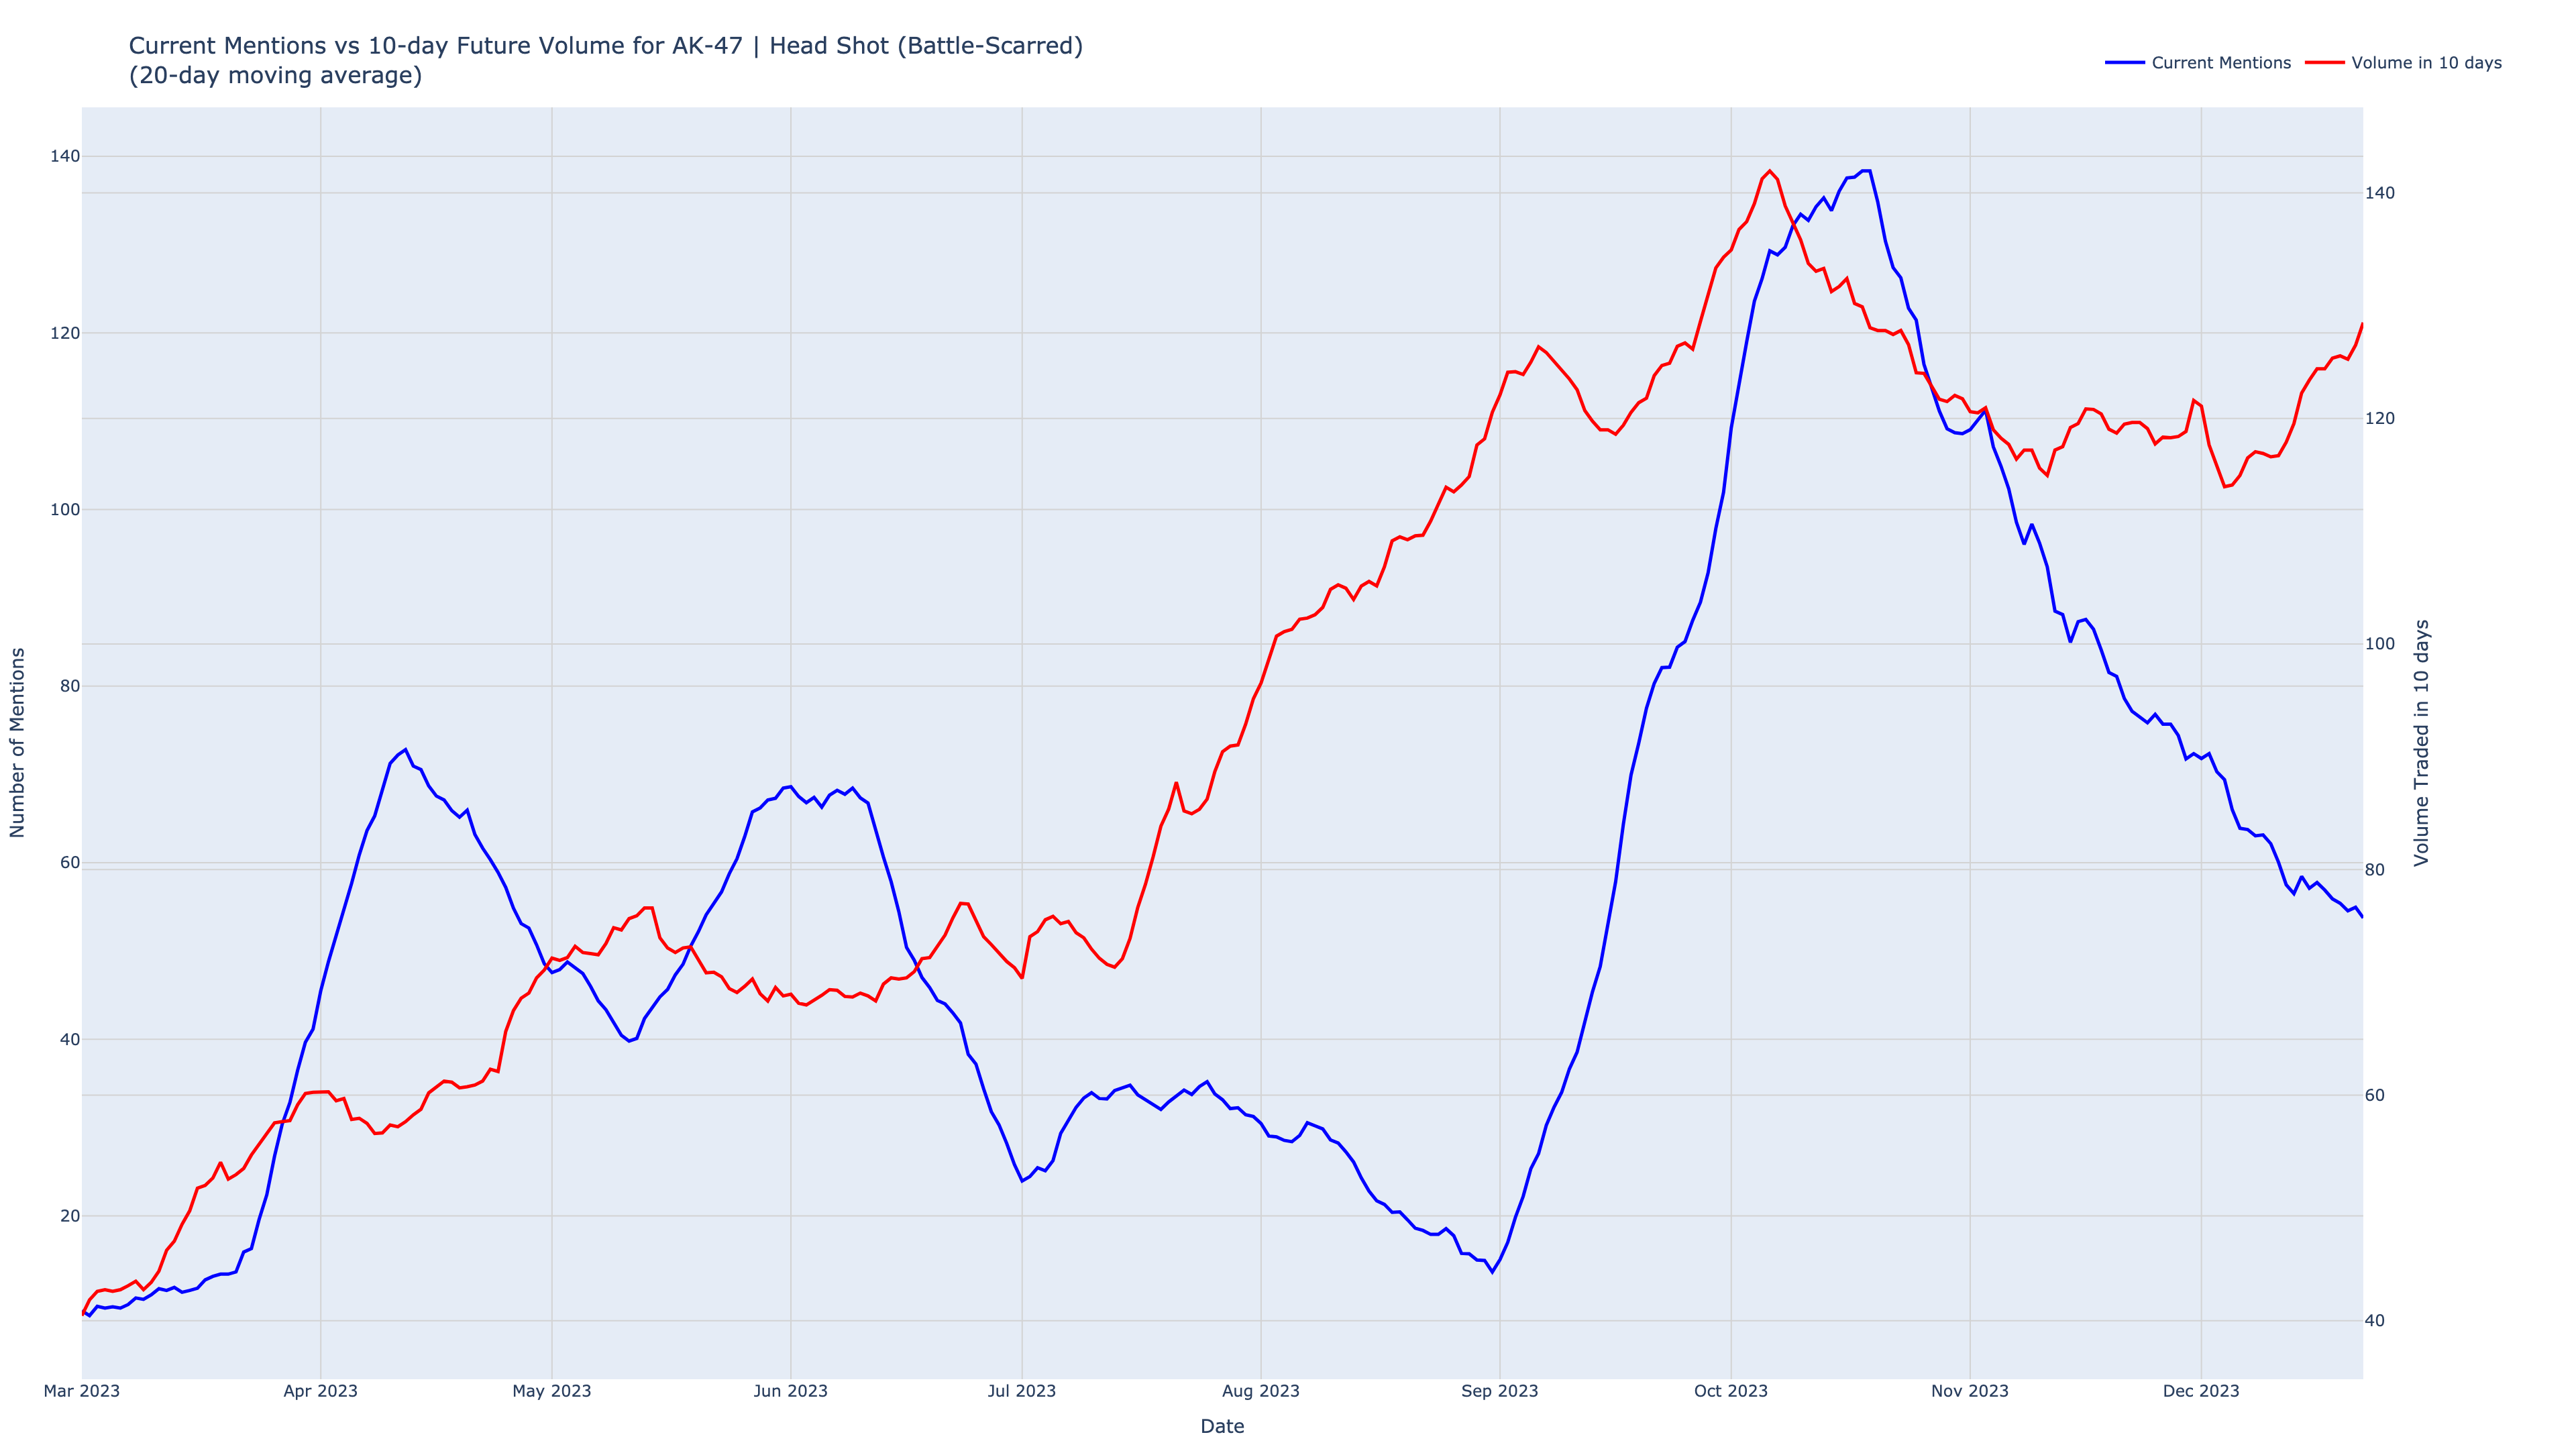 Current Mentions vs 10-day Future Volume for AK-47 | Head Shot (Battle-Scarred)
(20-day moving average)
Current Mentions
Volume in 10 days
140
120
100
80
60
40
20
Number of Mentions
140
120
100
80
60
40
Volume Traded in 10 days
Mar 2023
Apr 2023
May 2023
Jun 2023
Jul 2023
Aug 2023
Sep 2023
Oct 2023
Nov 2023
Dec 2023
Date